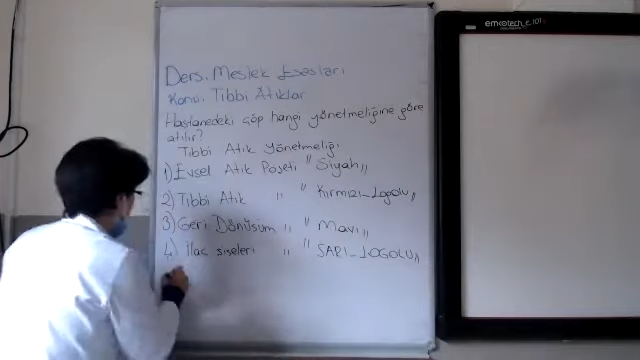 Ders. Meslek Esasları
Konu. Tıbbi Atıklar
Hastanedeki çöp hangi yönetmeliğine göre
atılır?
Tıbbi Atık Yönetmeliği
1) Evsel Atık Poşeti " Siyah "
2) Tıbbi Atık " " Kırmızı - Logolu "
3) Geri Dönüşüm " " Mavi "
4) İlaç şişeleri " " SARI - LOGOLU "
emkotech